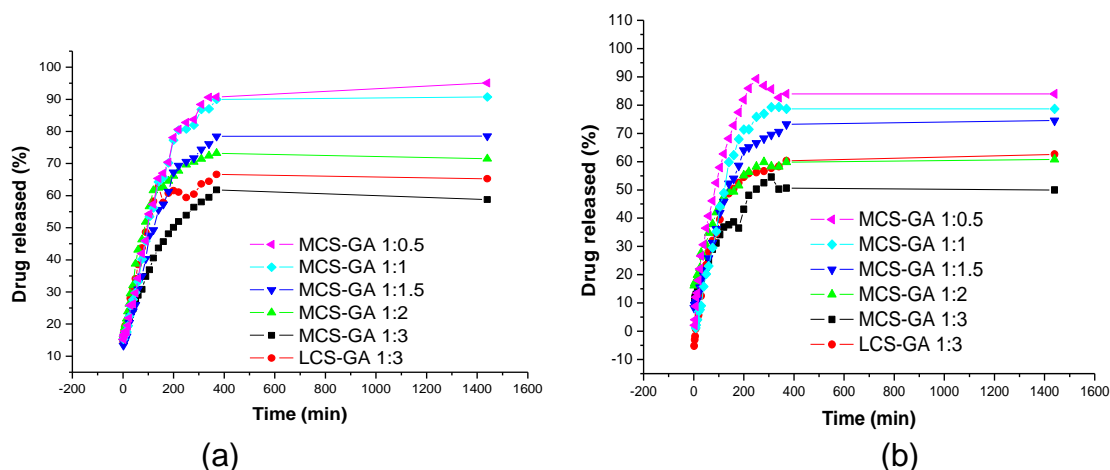 Drug released (%)
100
90
80
70
60
50
40
30
20
10
MCS-GA 1:0.5
MCS-GA 1:1
MCS-GA 1:1.5
MCS-GA 1:2
MCS-GA 1:3
LCS-GA 1:3
-200 0 200 400 600 800 1000 1200 1400 1600
Time (min)
(a)
Drug released (%)
110
100
90
80
70
60
50
40
30
20
10
0
-10
MCS-GA 1:0.5
MCS-GA 1:1
MCS-GA 1:1.5
MCS-GA 1:2
MCS-GA 1:3
LCS-GA 1:3
-200 0 200 400 600 800 1000 1200 1400 1600
Time (min)
(b)